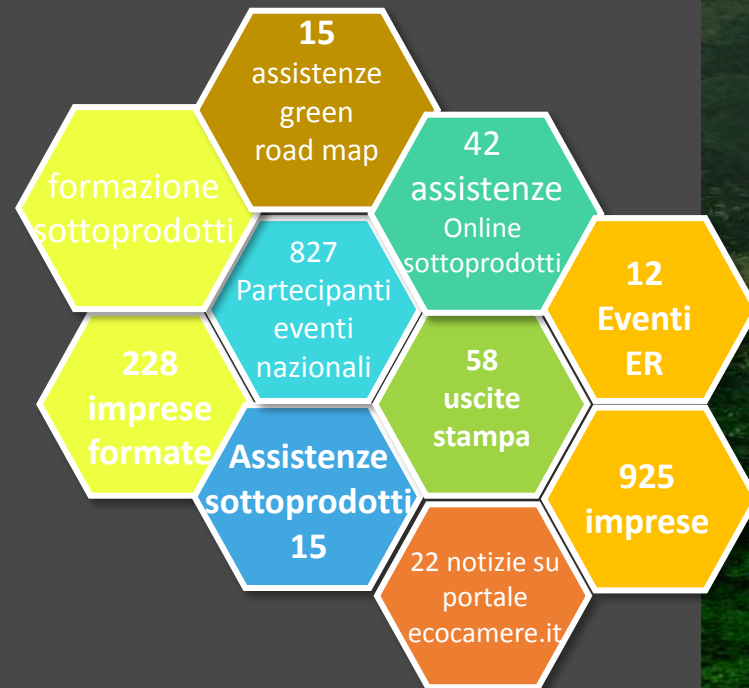 15
assistenze
green
road map
formazione
sottoprodotti
42
assistenze
Online
sottoprodotti
827
Partecipanti
eventi
nazionali
12
Eventi
ER
228
imprese
formate
58
uscite
stampa
Assistenze
sottoprodotti
15
925
imprese
22 notizie su
portale
ecocamere.it